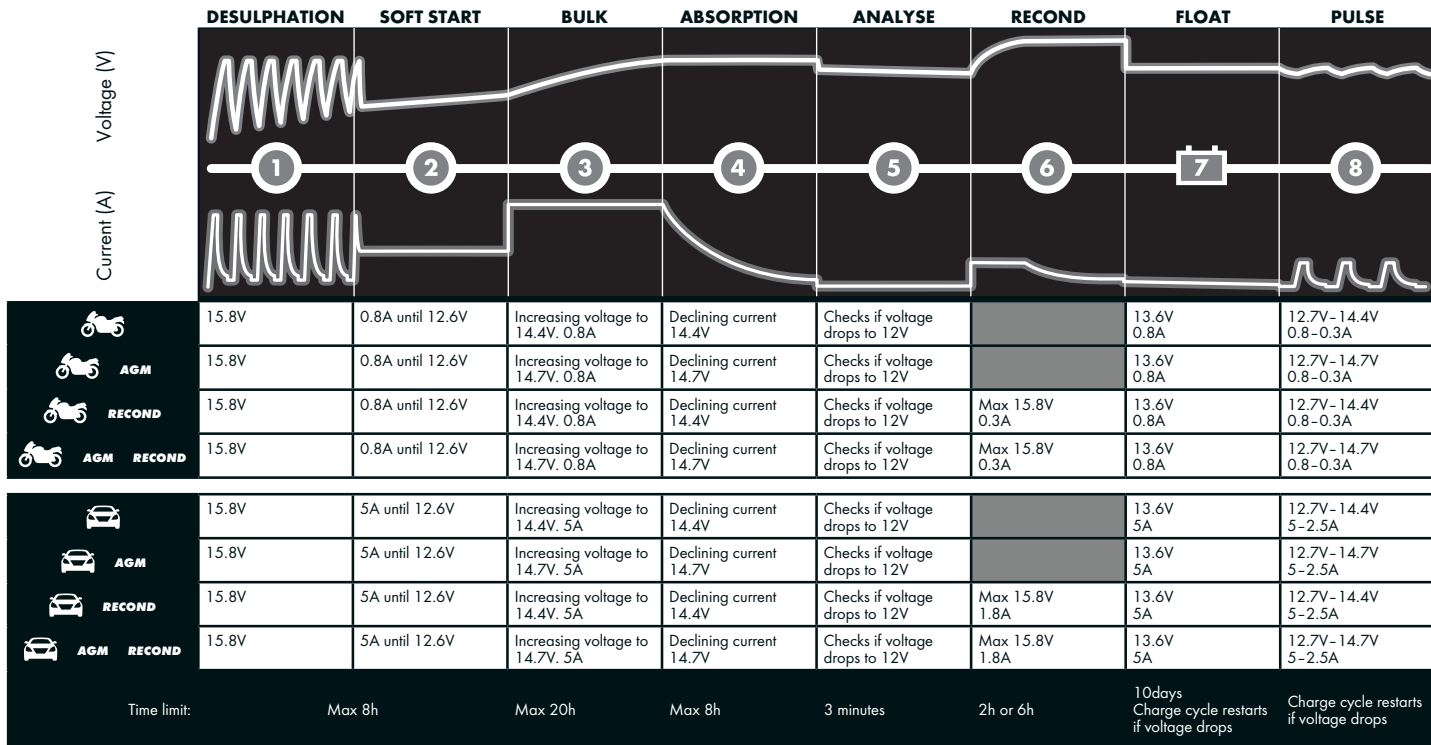 DESULPHATION SOFT START BULK ABSORPTION ANALYSE RECOND FLOAT PULSE
Voltage (V)
1 2 3 4 5 6 7 8
Current (A)
15.8V 0.8A until 12.6V Increasing voltage to Declining current Checks if voltage 13.6V 12.7V–14.4V
14.4V. 0.8A 14.4V drops to 12V 0.8A 0.8–0.3A
AGM 15.8V 0.8A until 12.6V Increasing voltage to Declining current Checks if voltage 13.6V 12.7V–14.7V
14.7V. 0.8A 14.7V drops to 12V 0.8A 0.8–0.3A
RECOND 15.8V 0.8A until 12.6V Increasing voltage to Declining current Checks if voltage Max 15.8V 13.6V 12.7V–14.4V
14.4V. 0.8A 14.4V drops to 12V 0.3A 0.8A 0.8–0.3A
AGM RECOND 15.8V 0.8A until 12.6V Increasing voltage to Declining current Checks if voltage Max 15.8V 13.6V 12.7V–14.7V
14.7V. 0.8A 14.7V drops to 12V 0.3A 0.8A 0.8–0.3A
15.8V 5A until 12.6V Increasing voltage to Declining current Checks if voltage 13.6V 12.7V–14.4V
14.4V. 5A 14.4V drops to 12V 5A 5–2.5A
AGM 15.8V 5A until 12.6V Increasing voltage to Declining current Checks if voltage 13.6V 12.7V–14.7V
14.7V. 5A 14.7V drops to 12V 5A 5–2.5A
RECOND 15.8V 5A until 12.6V Increasing voltage to Declining current Checks if voltage Max 15.8V 13.6V 12.7V–14.4V
14.4V. 5A 14.4V drops to 12V 1.8A 5A 5–2.5A
AGM RECOND 15.8V 5A until 12.6V Increasing voltage to Declining current Checks if voltage Max 15.8V 13.6V 12.7V–14.7V
14.7V. 5A 14.7V drops to 12V 1.8A 5A 5–2.5A
Time limit: Max 8h Max 20h Max 8h 3 minutes 2h or 6h
10days
Charge cycle restarts
if voltage drops
Charge cycle restarts
if voltage drops